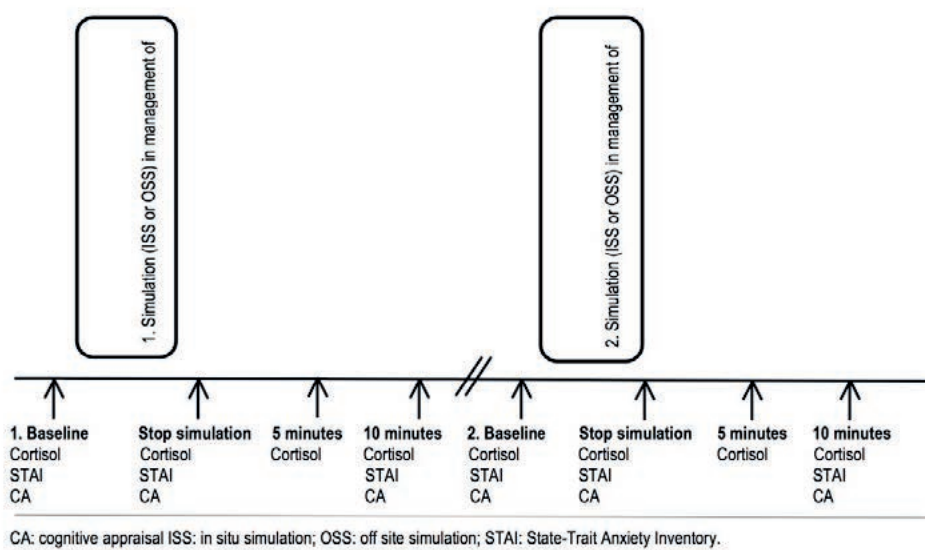 1. Simulation (ISS or OSS) in management of
2. Simulation (ISS or OSS) in management of
1. Baseline
Cortisol
STAI
CA
Stop simulation
Cortisol
STAI
CA
5 minutes
Cortisol
10 minutes
Cortisol
STAI
CA
2. Baseline
Cortisol
STAI
CA
Stop simulation
Cortisol
STAI
CA
5 minutes
Cortisol
10 minutes
Cortisol
STAI
CA
CA: cognitive appraisal ISS: in situ simulation; OSS: off site simulation; STAI: State-Trait Anxiety Inventory.